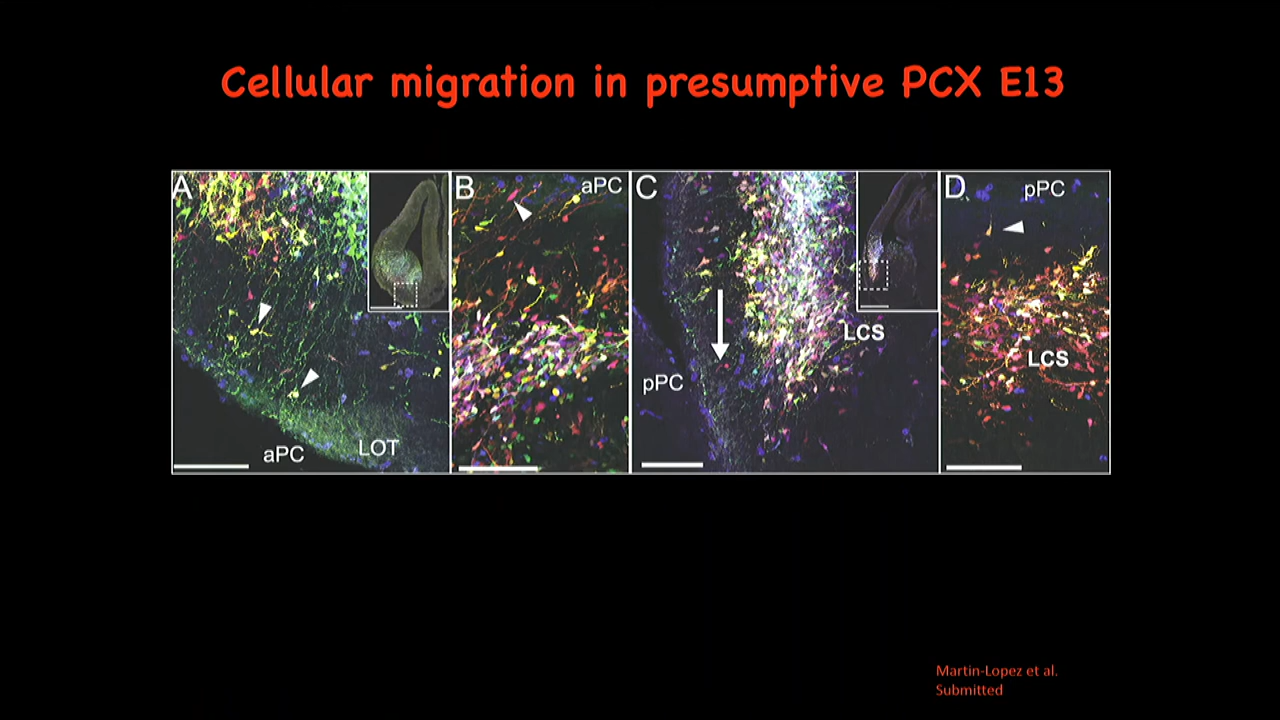 Cellular migration in presumptive PCX E13
A
aPC
LOT
B
aPC
C
LCS
pPC
D
pPC
LCS
Martin-Lopez et al.
Submitted